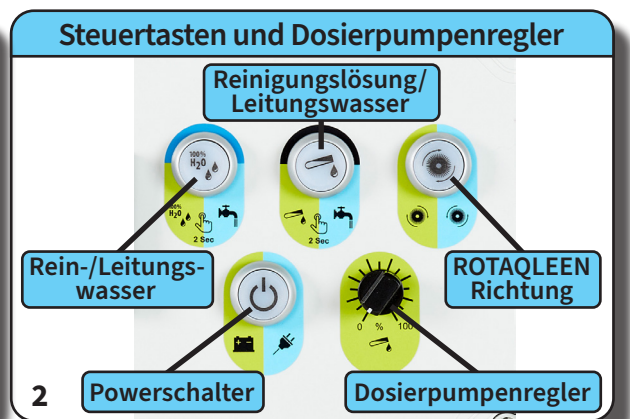 Steuertasten und Dosierpumpenregler
Reinigungslösung/
Leitungswasser
100%
H₂O
100%
H₂O
2 Sec
2 Sec
Rein-/Leitungs-
wasser
ROTAQLEEN
Richtung
0 % 100
2
Powerschalter
Dosierpumpenregler